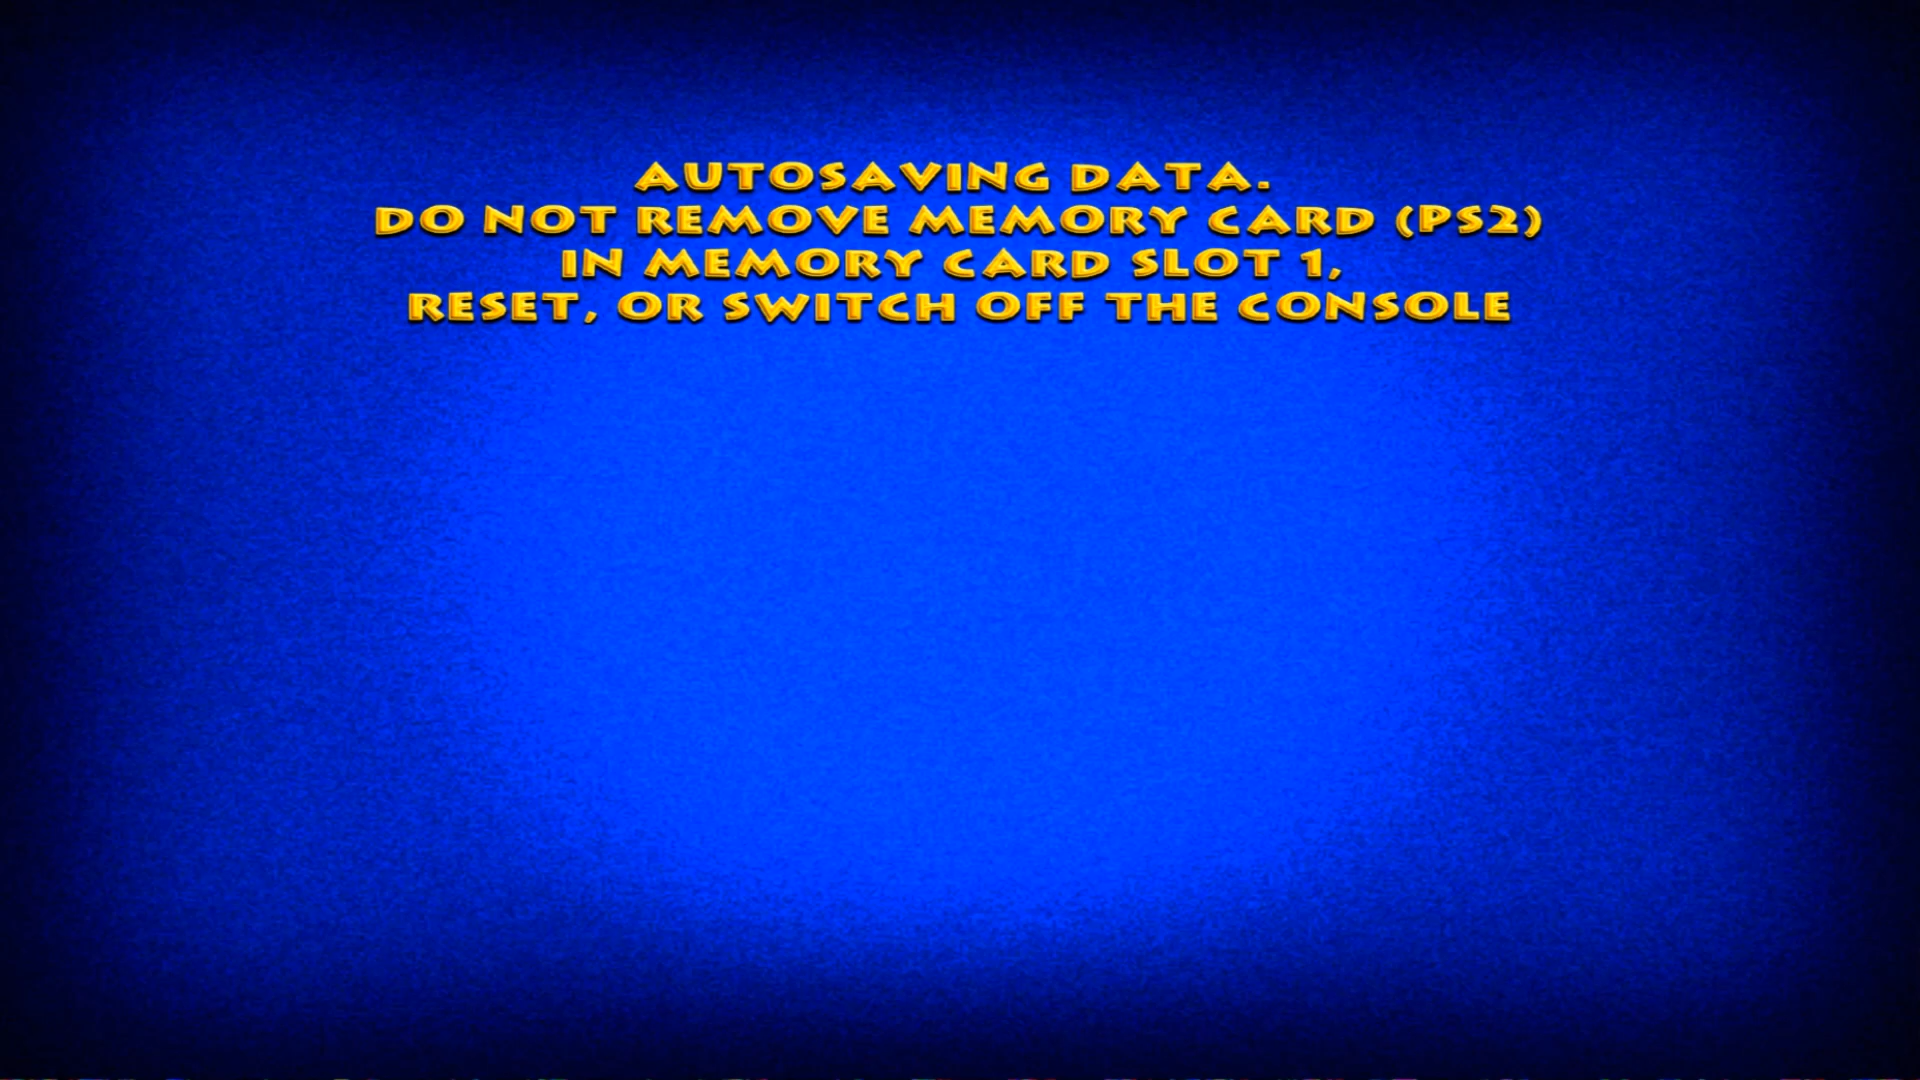 AUTOSAVING DATA.
DO NOT REMOVE MEMORY CARD (PS2)
IN MEMORY CARD SLOT 1,
RESET, OR SWITCH OFF THE CONSOLE